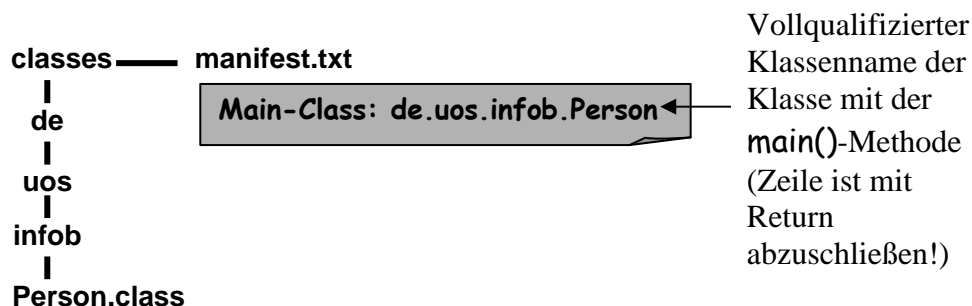 classes manifest.txt
Main-Class: de.uos.infob.Person
de
uos
infob
Person.class
Vollqualifizierter
Klassenname der
Klasse mit der
main()-Methode
(Zeile ist mit
Return
abzuschließen!)